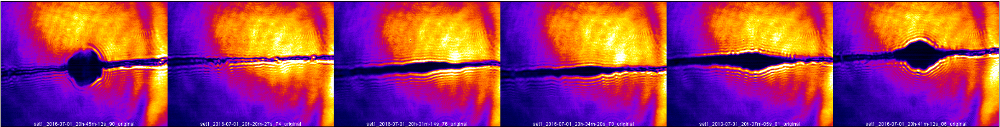 set1_2016-07-01_20h-45m-12s_90_original
set1_2016-07-01_20h-28m-27s_74_original
set1_2016-07-01_20h-31m-14s_76_original
set1_2016-07-01_20h-34m-20s_78_original
set1_2016-07-01_20h-37m-05s_81_original
set1_2016-07-01_20h-41m-12s_86_original